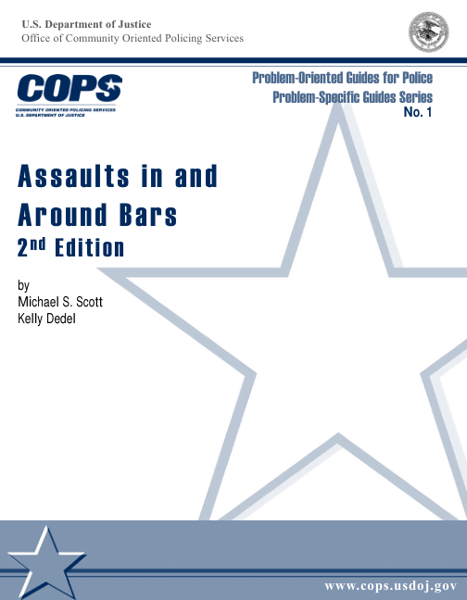 U.S. Department of Justice
Office of Community Oriented Policing Services
COPS
COMMUNITY ORIENTED POLICING SERVICES
U.S. DEPARTMENT OF JUSTICE
Problem-Oriented Guides for Police
Problem-Specific Guides Series
No. 1
Assaults in and
Around Bars
2nd Edition
by
Michael S. Scott
Kelly Dedel
www.cops.usdoj.gov